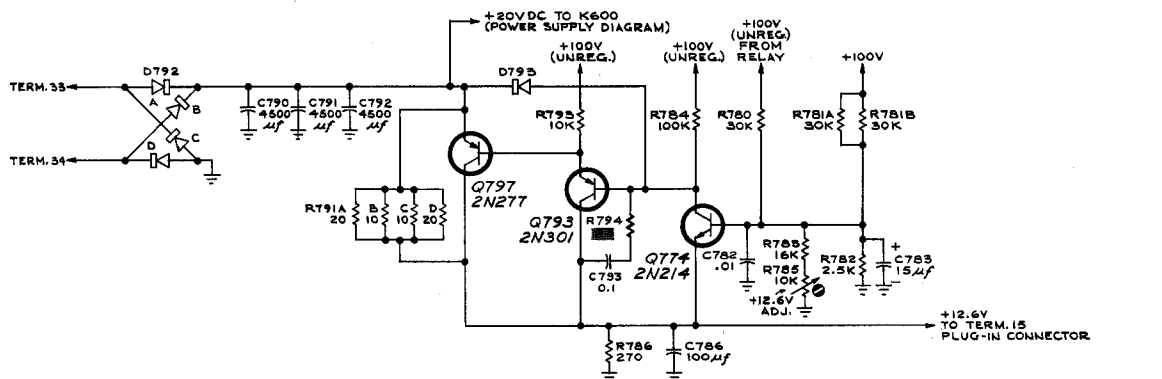 +20VDC TO K600
(POWER SUPPLY DIAGRAM)
+100V
(UNREG.)
+100V
(UNREG.)
+100V
(UNREG.)
FROM
RELAY
+100V
D792
TERM.33
A
B
C
D
TERM.34
C790
4500
µf
C791
4500
µf
C792
4500
µf
D793
R793
10K
R784
100K
R780
30K
R781A
30K
R781B
30K
Q797
2N277
R791A
20
B
10
C
10
D
20
Q793
2N301
R794
C793
0.1
Q774
2N214
C782
.01
R783
16K
R785
10K
+12.6V
ADJ.
R782
2.5K
+
C783
15µf
–
R786
270
C786
100µf
+12.6V
TO TERM.15
PLUG-IN CONNECTOR